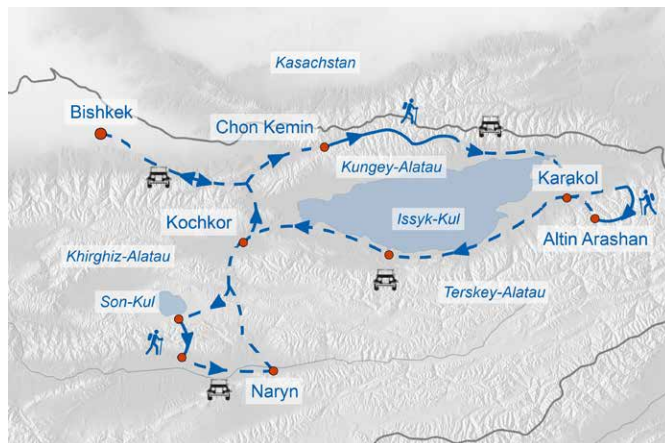 Kasachstan
Bishkek
Chon Kemin
Kungey-Alatau
Karakol
Kochkor
Issyk-Kul
Altin Arashan
Khirghiz-Alatau
Terskey-Alatau
Son-Kul
Naryn